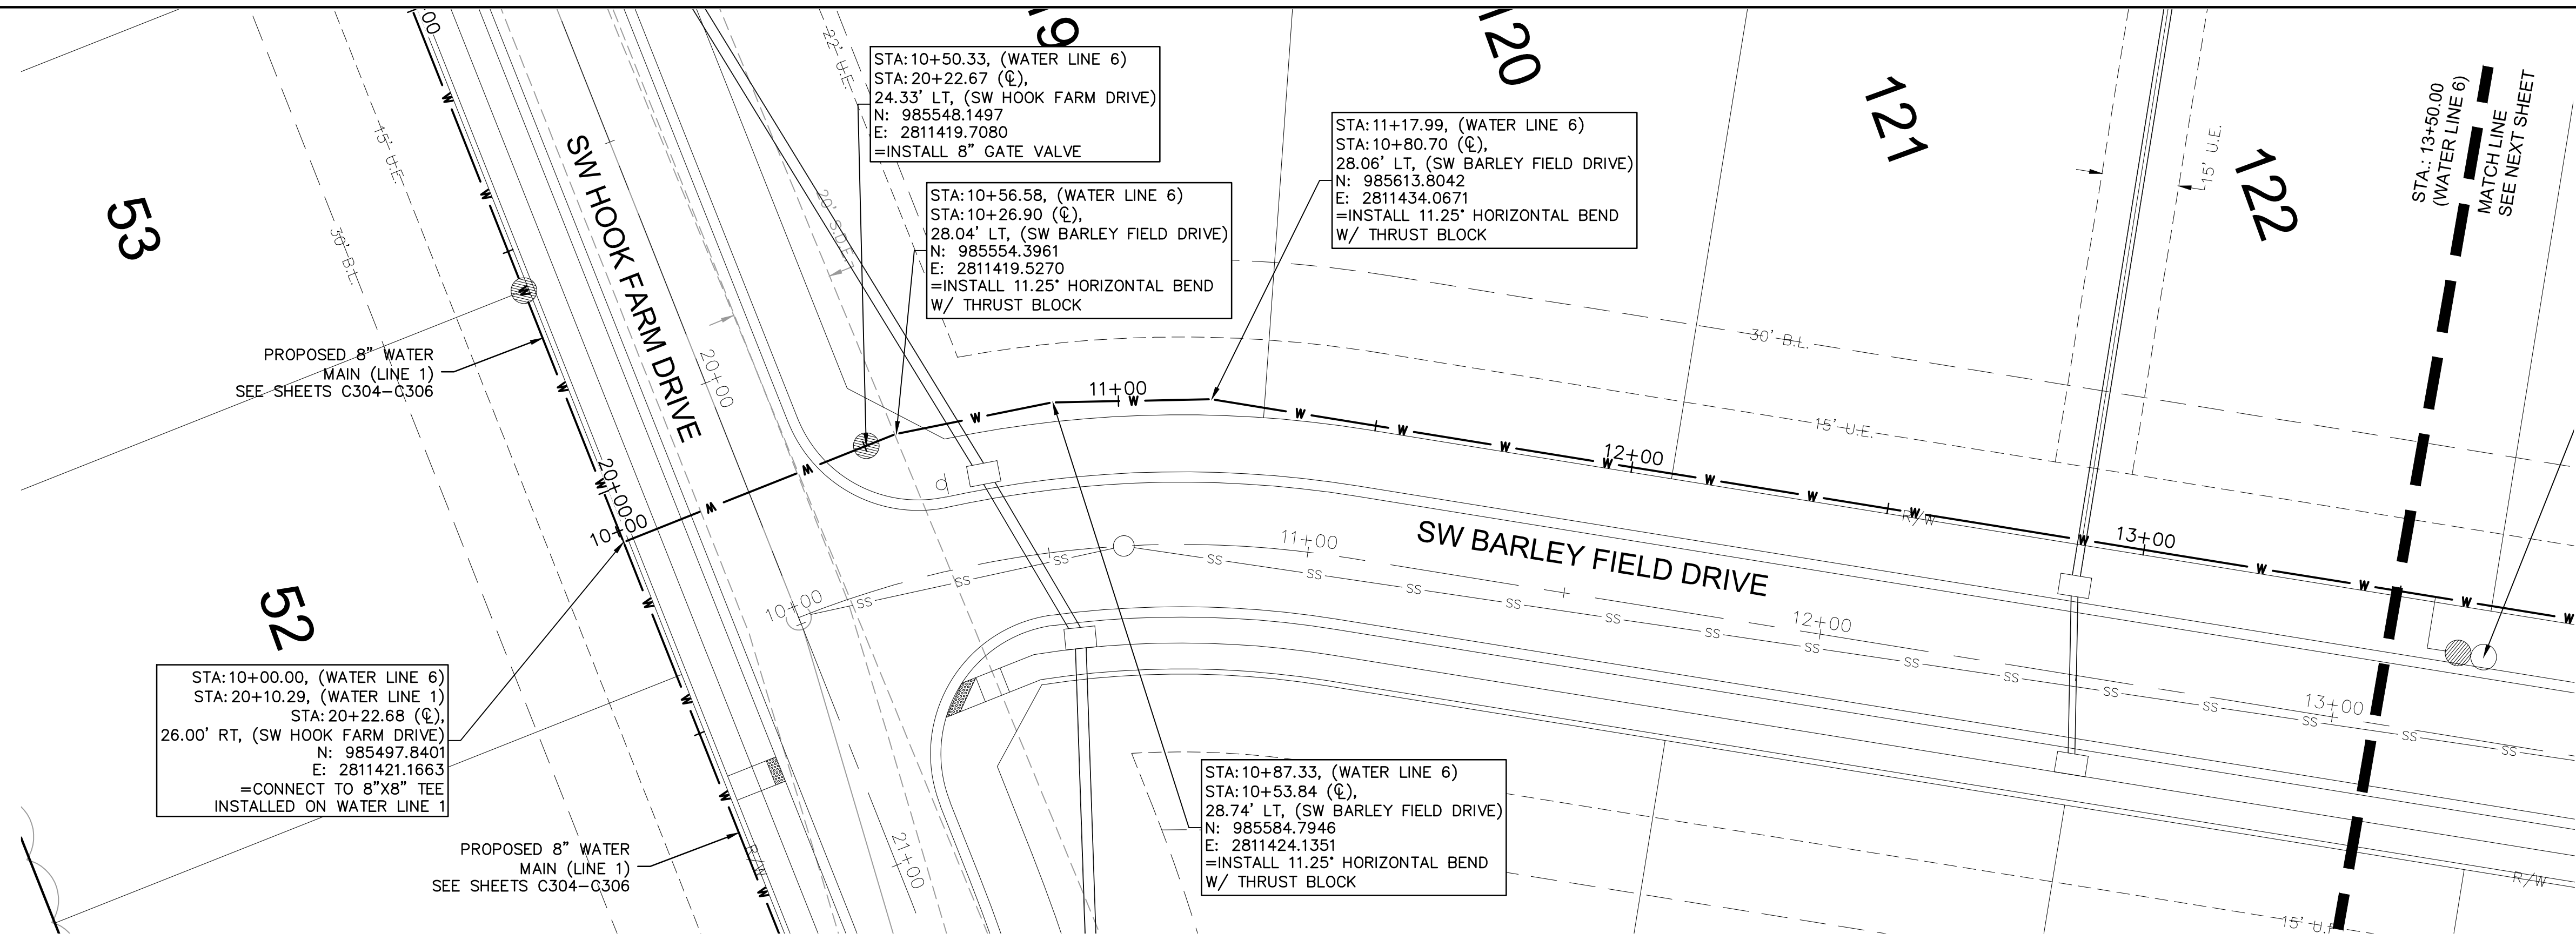 STA:10+50.33, (WATER LINE 6)
STA:20+22.67 (℄),
24.33' LT, (SW HOOK FARM DRIVE)
N: 985548.1497
E: 2811419.7080
=INSTALL 8" GATE VALVE
STA:10+56.58, (WATER LINE 6)
STA:10+26.90 (℄),
28.04' LT, (SW BARLEY FIELD DRIVE)
N: 985554.3961
E: 2811419.5270
=INSTALL 11.25° HORIZONTAL BEND
W/ THRUST BLOCK
STA:11+17.99, (WATER LINE 6)
STA:10+80.70 (℄),
28.06' LT, (SW BARLEY FIELD DRIVE)
N: 985613.8042
E: 2811434.0671
=INSTALL 11.25° HORIZONTAL BEND
W/ THRUST BLOCK
120
121
122
53
52
STA.: 13+50.00
(WATER LINE 6)
MATCH LINE
SEE NEXT SHEET
22' U.E.
15' U.E.
30' B.L.
20' S.D.E.
15' U.E.
30' B.L.
15' U.E.
SW HOOK FARM DRIVE
20+00
PROPOSED 8" WATER
MAIN (LINE 1)
SEE SHEETS C304-C306
20+00
10+00
11+00
12+00
13+00
R/W
SW BARLEY FIELD DRIVE
10+00
11+00
12+00
13+00
STA:10+00.00, (WATER LINE 6)
STA:20+10.29, (WATER LINE 1)
STA:20+22.68 (℄),
26.00' RT, (SW HOOK FARM DRIVE)
N: 985497.8401
E: 2811421.1663
=CONNECT TO 8"X8" TEE
INSTALLED ON WATER LINE 1
PROPOSED 8" WATER
MAIN (LINE 1)
SEE SHEETS C304-C306
R/W
21+00
STA:10+87.33, (WATER LINE 6)
STA:10+53.84 (℄),
28.74' LT, (SW BARLEY FIELD DRIVE)
N: 985584.7946
E: 2811424.1351
=INSTALL 11.25° HORIZONTAL BEND
W/ THRUST BLOCK
R/W
15' U.E